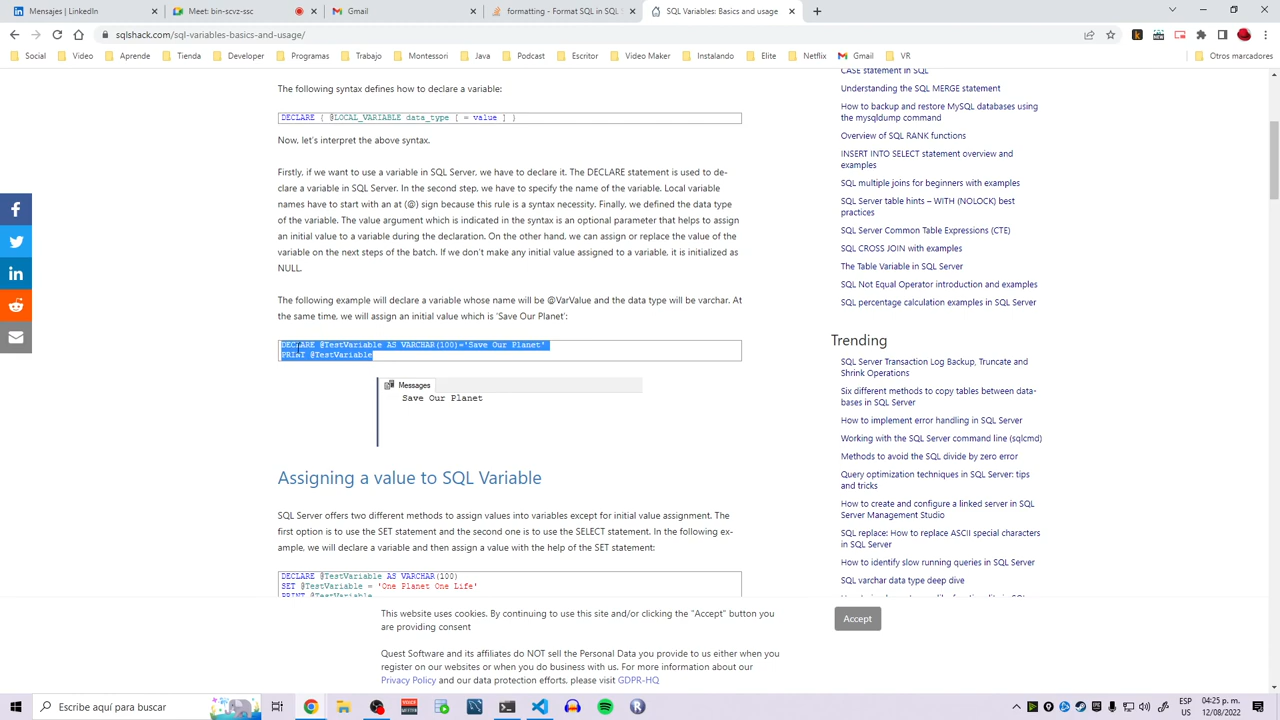 Mensajes | LinkedIn
Meet: bin-scvz-ssc
Gmail
formatting - Format SQL in SQL
SQL Variables: Basics and usage
sqlshack.com/sql-variables-basics-and-usage/
Social
Video
Aprende
Tienda
Developer
Programas
Trabajo
Montessori
Java
Podcast
Escritor
Video Maker
Instalando
Elite
Netflix
Gmail
VR
Otros marcadores
The following syntax defines how to declare a variable:
DECLARE { @LOCAL_VARIABLE data_type [ = value ] }
Now, let's interpret the above syntax.
Firstly, if we want to use a variable in SQL Server, we have to declare it. The DECLARE statement is used to de-
clare a variable in SQL Server. In the second step, we have to specify the name of the variable. Local variable
names have to start with an at (@) sign because this rule is a syntax necessity. Finally, we defined the data type
of the variable. The value argument which is indicated in the syntax is an optional parameter that helps to assign
an initial value to a variable during the declaration. On the other hand, we can assign or replace the value of the
variable on the next steps of the batch. If we don't make any initial value assigned to a variable, it is initialized as
NULL.
The following example will declare a variable whose name will be @VarValue and the data type will be varchar. At
the same time, we will assign an initial value which is 'Save Our Planet':
DECLARE @TestVariable AS VARCHAR(100)='Save Our Planet'
PRINT @TestVariable
Messages
Save Our Planet
Assigning a value to SQL Variable
SQL Server offers two different methods to assign values into variables except for initial value assignment. The
first option is to use the SET statement and the second one is to use the SELECT statement. In the following ex-
ample, we will declare a variable and then assign a value with the help of the SET statement:
DECLARE @TestVariable AS VARCHAR(100)
SET @TestVariable = 'One Planet One Life'
PRINT @TestVariable
CASE statement in SQL
Understanding the SQL MERGE statement
How to backup and restore MySQL databases using
the mysqldump command
Overview of SQL RANK functions
INSERT INTO SELECT statement overview and
examples
SQL multiple joins for beginners with examples
SQL Server table hints – WITH (NOLOCK) best
practices
SQL Server Common Table Expressions (CTE)
SQL CROSS JOIN with examples
The Table Variable in SQL Server
SQL Not Equal Operator introduction and examples
SQL percentage calculation examples in SQL Server
Trending
SQL Server Transaction Log Backup, Truncate and
Shrink Operations
Six different methods to copy tables between data-
bases in SQL Server
How to implement error handling in SQL Server
Working with the SQL Server command line (sqlcmd)
Methods to avoid the SQL divide by zero error
Query optimization techniques in SQL Server: tips
and tricks
How to create and configure a linked server in SQL
Server Management Studio
SQL replace: How to replace ASCII special characters
in SQL Server
How to identify slow running queries in SQL Server
SQL varchar data type deep dive
This website uses cookies. By continuing to use this site and/or clicking the "Accept" button you
are providing consent
Quest Software and its affiliates do NOT sell the Personal Data you provide to us either when you
register on our websites or when you do business with us. For more information about our
Privacy Policy and our data protection efforts, please visit GDPR-HQ
Accept
Escribe aquí para buscar
ESP
US
04:25 p. m.
12/08/2022